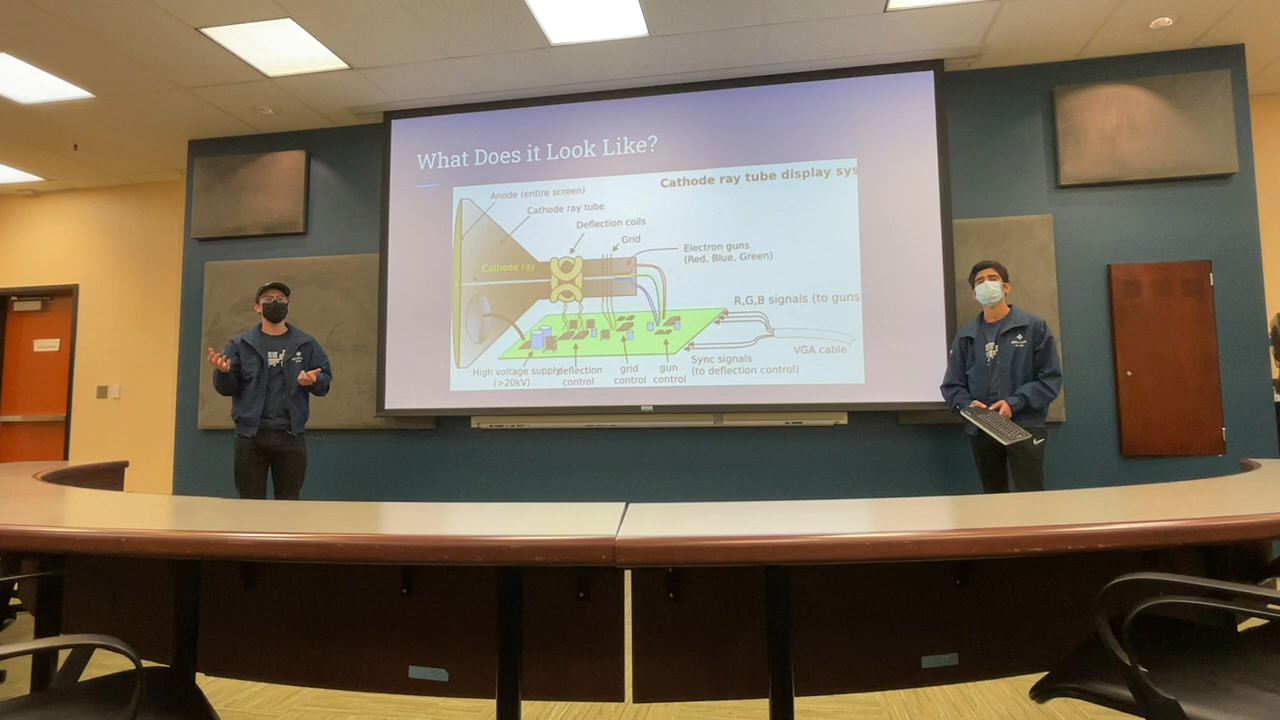 What Does it Look Like?
Cathode ray tube display sys
Anode (entire screen)
Cathode ray tube
Deflection coils
Grid
Electron guns
(Red, Blue, Green)
Cathode ray
R,G,B signals (to guns
VGA cable
Sync signals
(to deflection control)
High voltage supply
(>20kV)
deflection
control
grid
control
gun
control